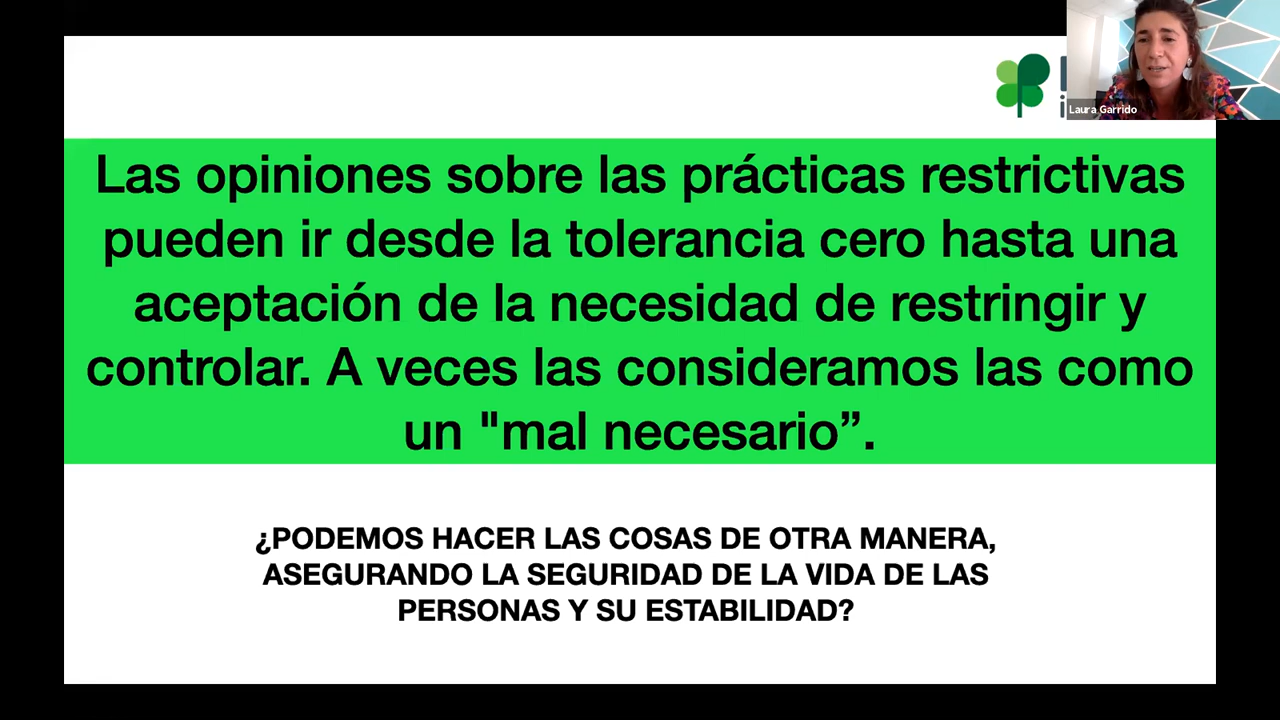 Laura Garrido
Las opiniones sobre las prácticas restrictivas
pueden ir desde la tolerancia cero hasta una
aceptación de la necesidad de restringir y
controlar. A veces las consideramos las como
un "mal necesario”.
¿PODEMOS HACER LAS COSAS DE OTRA MANERA,
ASEGURANDO LA SEGURIDAD DE LA VIDA DE LAS
PERSONAS Y SU ESTABILIDAD?